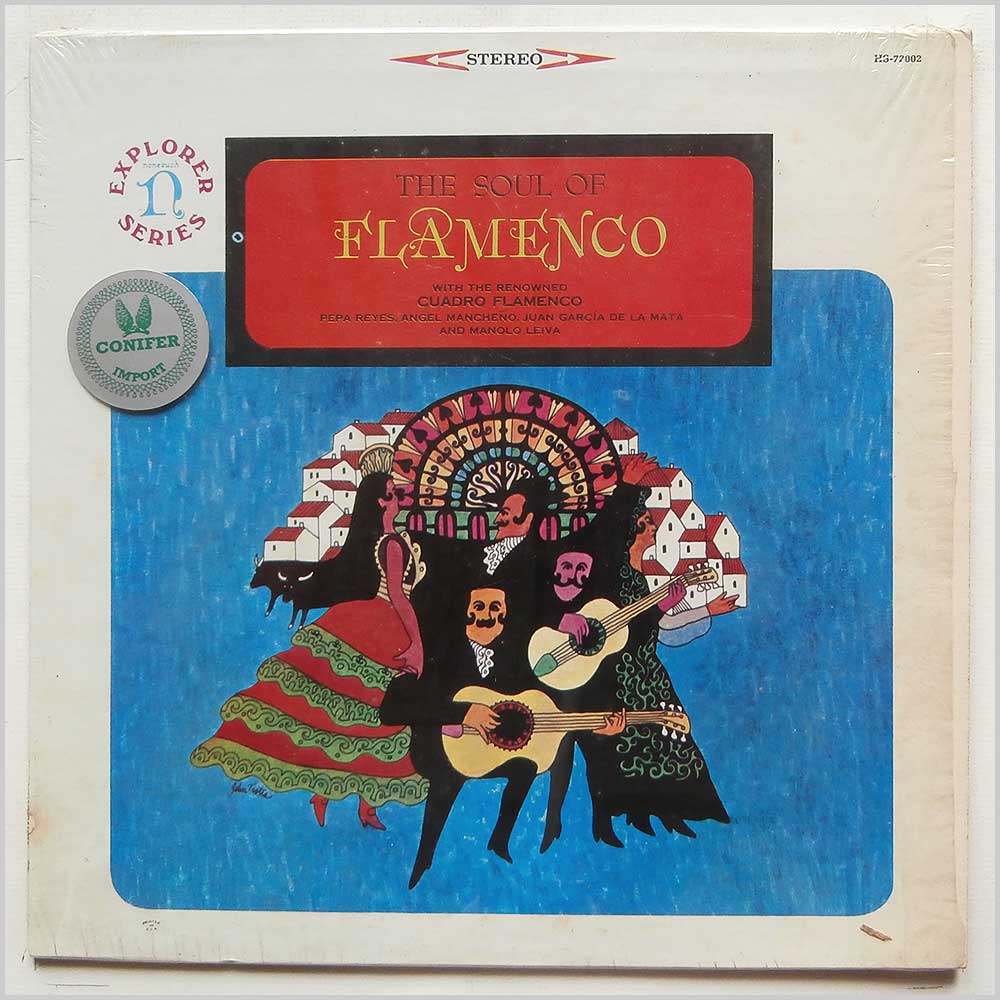 STEREO
HS-72002
EXPLORER
nonesuch
n
SERIES
THE SOUL OF
FLAMENCO
WITH THE RENOWNED
CUADRO FLAMENCO
PEPA REYES, ANGEL MANCHEÑO, JUAN GARCÍA DE LA MATA
AND MANOLO LEIVA
CONIFER
IMPORT